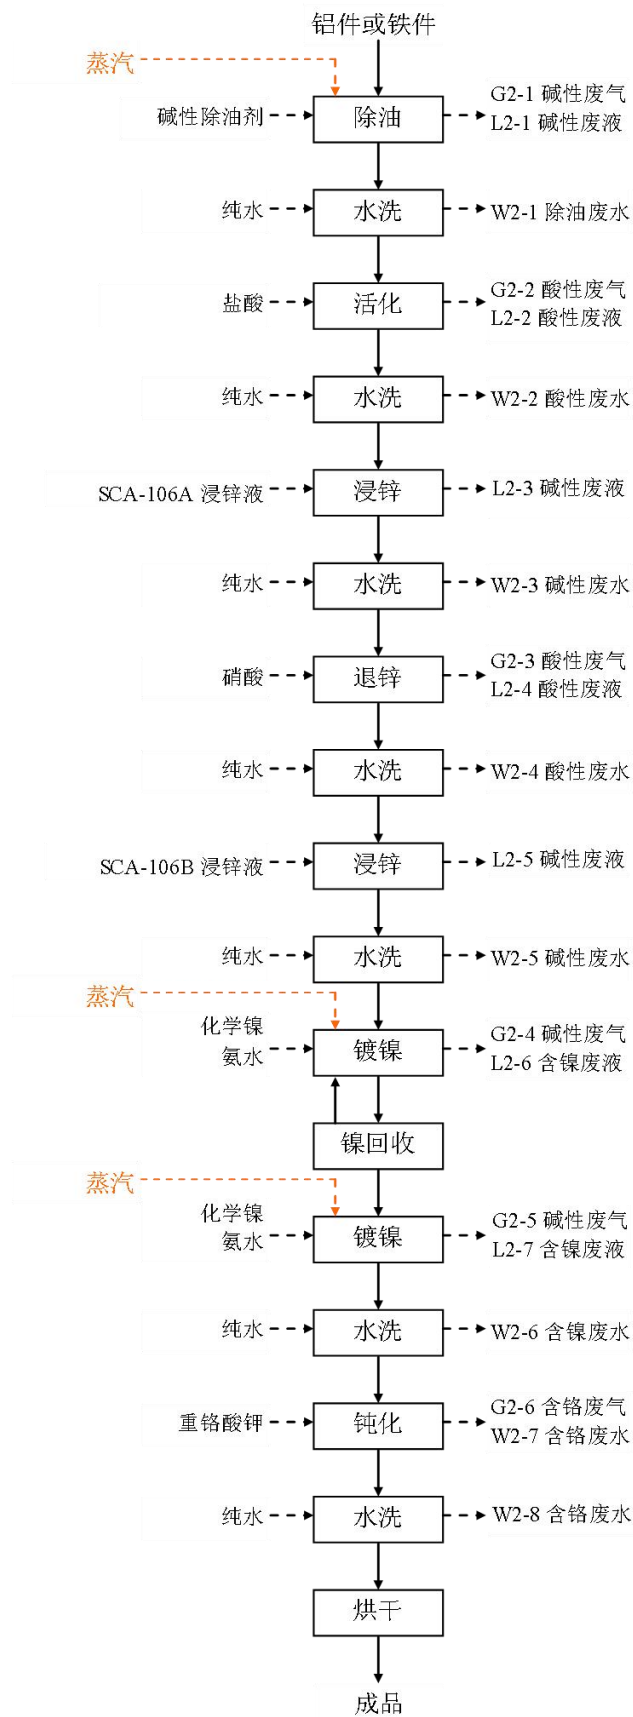 铝件或铁件
蒸汽
碱性除油剂
除油
G2-1 碱性废气
L2-1 碱性废液
纯水
水洗
W2-1 除油废水
盐酸
活化
G2-2 酸性废气
L2-2 酸性废液
纯水
水洗
W2-2 酸性废水
SCA-106A 浸锌液
浸锌
L2-3 碱性废液
纯水
水洗
W2-3 碱性废水
硝酸
退锌
G2-3 酸性废气
L2-4 酸性废液
纯水
水洗
W2-4 酸性废水
SCA-106B 浸锌液
浸锌
L2-5 碱性废液
纯水
水洗
W2-5 碱性废水
蒸汽
化学镍
氨水
镀镍
G2-4 碱性废气
L2-6 含镍废液
镍回收
蒸汽
化学镍
氨水
镀镍
G2-5 碱性废气
L2-7 含镍废液
纯水
水洗
W2-6 含镍废水
重铬酸钾
钝化
G2-6 含铬废气
W2-7 含铬废水
纯水
水洗
W2-8 含铬废水
烘干
成品